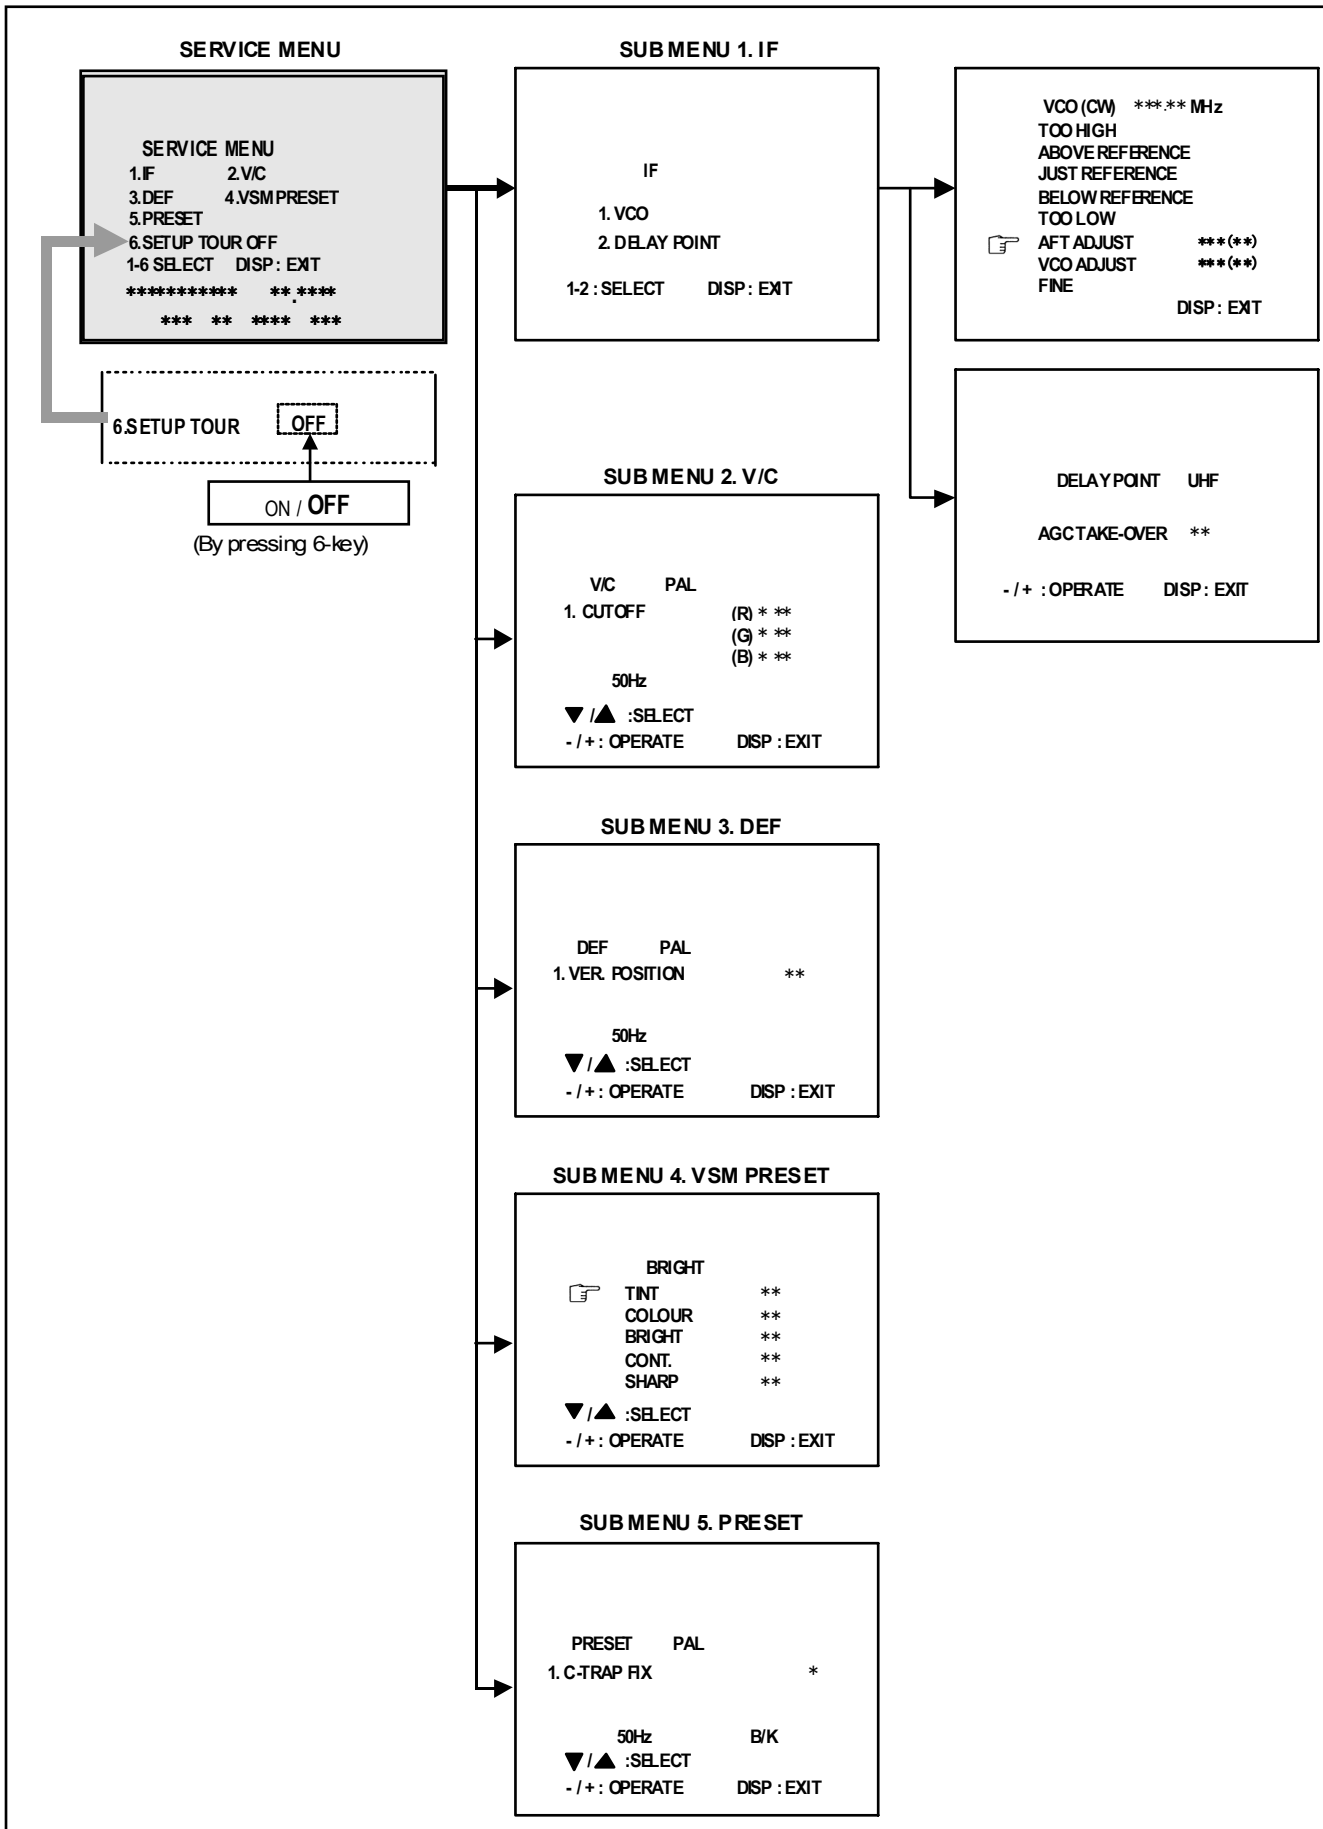 SERVICE MENU
SERVICE MENU
1.IF 2.V/C
3.DEF 4.VSM PRESET
5.PRESET
6.SETUP TOUR OFF
1-6 SELECT DISP : EXIT
*********** **.****
*** ** **** ***
6.SETUP TOUR OFF
ON / OFF
(By pressing 6-key)
SUB MENU 1. IF
IF
1. VCO
2. DELAY POINT
1-2 : SELECT DISP : EXIT
VCO (CW) ***.** MHz
TOO HIGH
ABOVE REFERENCE
JUST REFERENCE
BELOW REFERENCE
TOO LOW
☞ AFT ADJUST ***(**)
VCO ADJUST ***(**)
FINE
DISP : EXIT
DELAY POINT UHF
AGC TAKE-OVER **
- / + : OPERATE DISP : EXIT
SUB MENU 2. V/C
V/C PAL
1. CUTOFF (R) * **
(G) * **
(B) * **
50Hz
▼ /▲ :SELECT
- / + : OPERATE DISP : EXIT
SUB MENU 3. DEF
DEF PAL
1. VER. POSITION **
50Hz
▼ / ▲ :SELECT
- / + : OPERATE DISP : EXIT
SUB MENU 4. VSM PRESET
BRIGHT
☞ TINT **
COLOUR **
BRIGHT **
CONT. **
SHARP **
▼ / ▲ :SELECT
- / + : OPERATE DISP : EXIT
SUB MENU 5. PRESET
PRESET PAL
1. C-TRAP FIX *
50Hz B/K
▼ / ▲ :SELECT
- / + : OPERATE DISP : EXIT